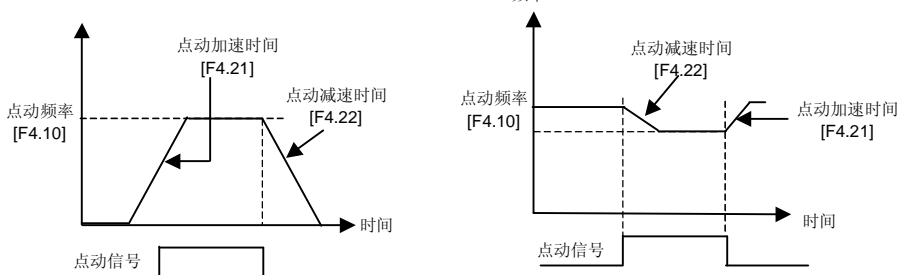 点动加速时间
[F4.21]
点动减速时间
[F4.22]
点动频率
[F4.10]
时间
点动信号
点动减速时间
[F4.22]
点动频率
[F4.10]
点动加速时间
[F4.21]
时间
点动信号